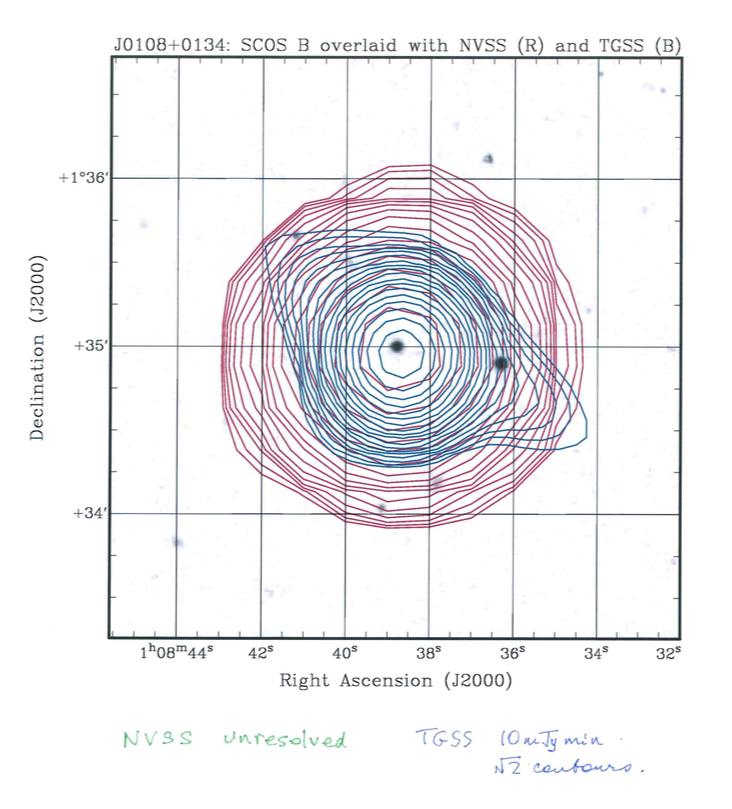 J0108+0134: SCOS B overlaid with NVSS (R) and TGSS (B)
+1°36′
+35′
+34′
Declination (J2000)
1ʰ08ᵐ44ˢ 42ˢ 40ˢ 38ˢ 36ˢ 34ˢ 32ˢ
Right Ascension (J2000)
NVSS unresolved TGSS 10mJy min.
√2 contours.